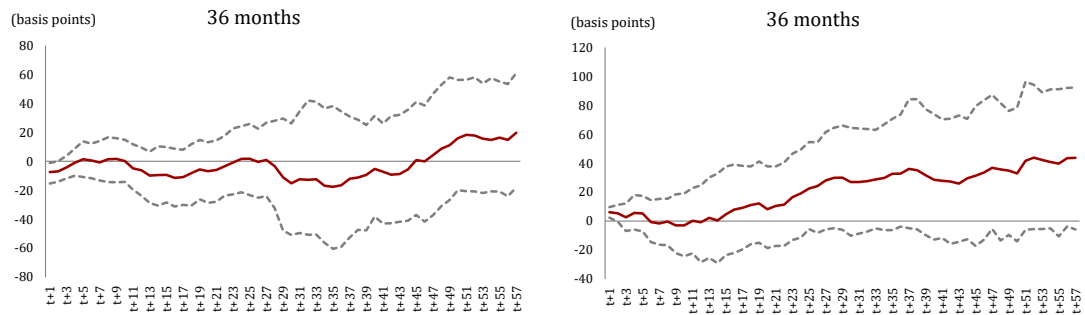 (basis points)
36 months
80
60
40
20
0
-20
-40
-60
-80
t+1
t+3
t+5
t+7
t+9
t+11
t+13
t+15
t+17
t+19
t+21
t+23
t+25
t+27
t+29
t+31
t+33
t+35
t+37
t+39
t+41
t+43
t+45
t+47
t+49
t+51
t+53
t+55
t+57
(basis points)
36 months
120
100
80
60
40
20
0
-20
-40
t+1
t+3
t+5
t+7
t+9
t+11
t+13
t+15
t+17
t+19
t+21
t+23
t+25
t+27
t+29
t+31
t+33
t+35
t+37
t+39
t+41
t+43
t+45
t+47
t+49
t+51
t+53
t+55
t+57